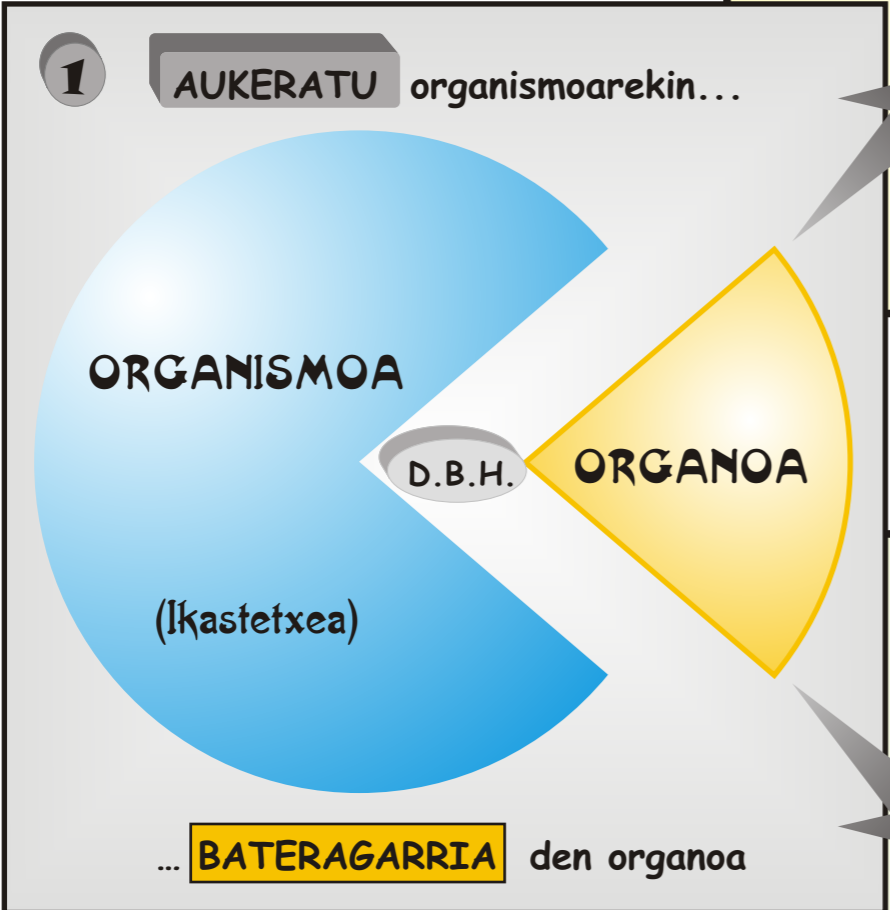 1 AUKERATU organismoarekin...
ORGANISMOA
D.B.H. ORGANOA
(Ikastetxea)
... BATERAGARRIA den organoa